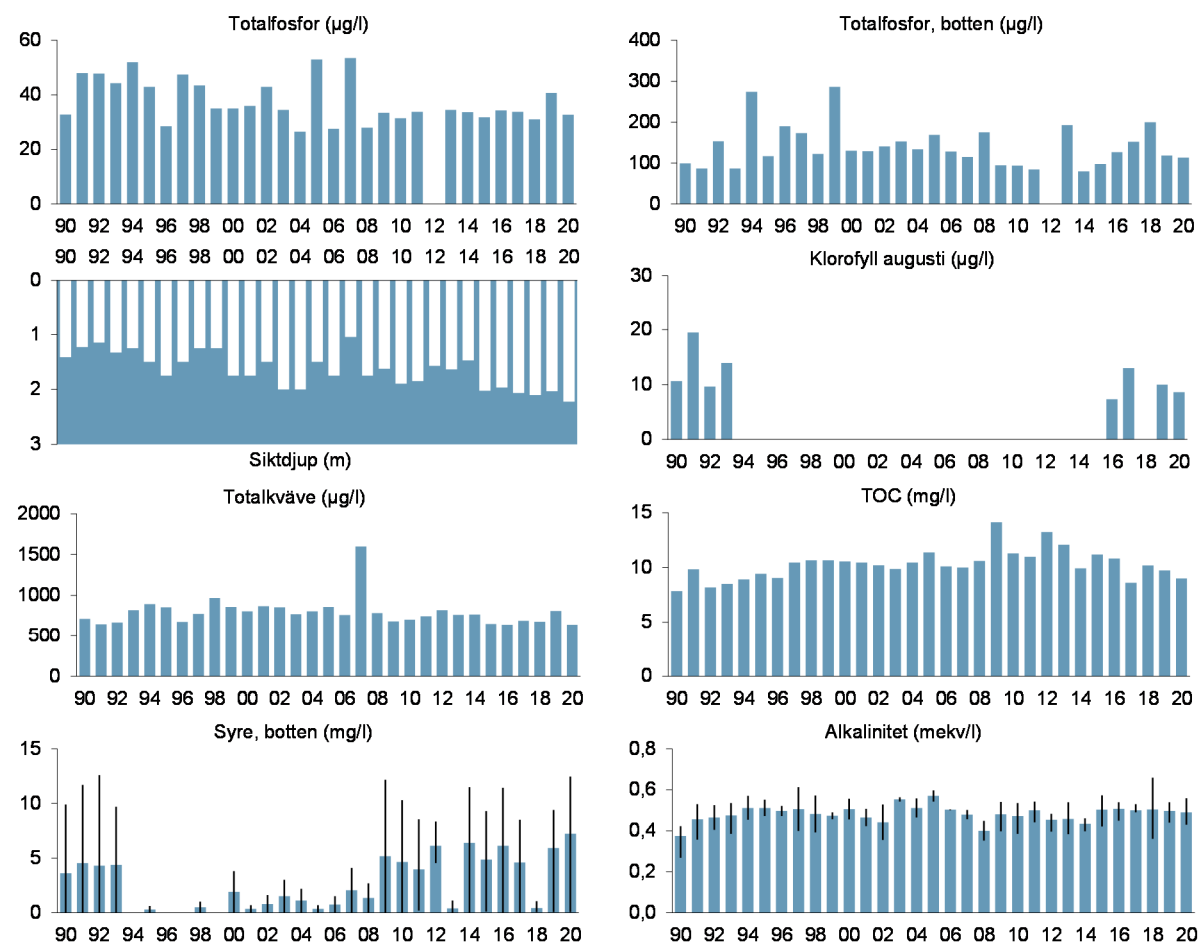 Totalfosfor (µg/l)
60
40
20
0
90 92 94 96 98 00 02 04 06 08 10 12 14 16 18 20
Totalfosfor, botten (µg/l)
400
300
200
100
0
90 92 94 96 98 00 02 04 06 08 10 12 14 16 18 20
90 92 94 96 98 00 02 04 06 08 10 12 14 16 18 20
0
1
2
3
Siktdjup (m)
Klorofyll augusti (µg/l)
30
20
10
0
90 92 94 96 98 00 02 04 06 08 10 12 14 16 18 20
Totalkväve (µg/l)
2000
1500
1000
500
0
90 92 94 96 98 00 02 04 06 08 10 12 14 16 18 20
TOC (mg/l)
15
10
5
0
90 92 94 96 98 00 02 04 06 08 10 12 14 16 18 20
Syre, botten (mg/l)
15
10
5
0
90 92 94 96 98 00 02 04 06 08 10 12 14 16 18 20
Alkalinitet (mekv/l)
0,8
0,6
0,4
0,2
0,0
90 92 94 96 98 00 02 04 06 08 10 12 14 16 18 20